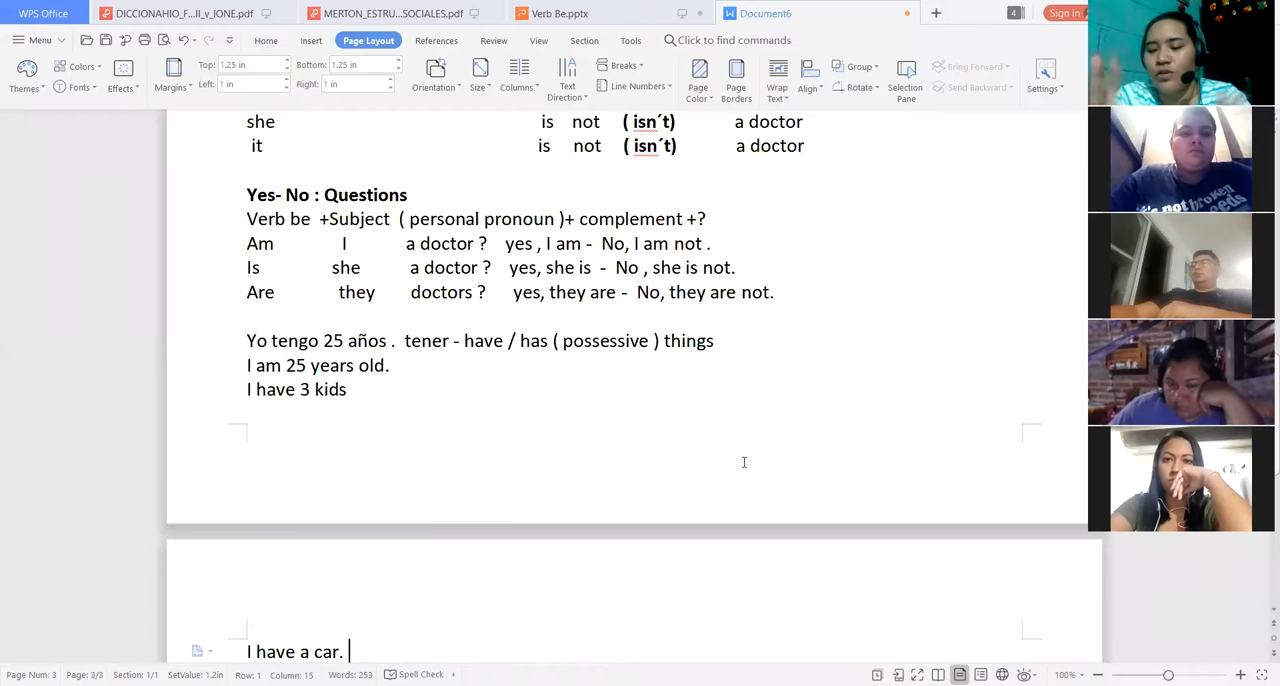 WPS Office DICCIONAHIO_F...II_v_IONE.pdf MERTON_ESTRU...SOCIALES.pdf Verb Be.pptx Document6 + 4 Sign in
Menu Home Insert Page Layout References Review View Section Tools Click to find commands
Themes Colors Fonts Effects Margins Top: 1.25 in Bottom: 1.25 in Left: 1 in Right: 1 in Orientation Size Columns Text Direction Breaks Line Numbers Page Color Page Borders Wrap Text Align Group Rotate Selection Pane Bring Forward Send Backward Settings
she is not ( isn´t) a doctor
it is not ( isn´t) a doctor
Yes- No : Questions
Verb be +Subject ( personal pronoun )+ complement +?
Am I a doctor ? yes , I am - No, I am not .
Is she a doctor ? yes, she is - No , she is not.
Are they doctors ? yes, they are - No, they are not.
Yo tengo 25 años . tener - have / has ( possessive ) things
I am 25 years old.
I have 3 kids
I have a car.
Page Num: 3 Page: 3/3 Section: 1/1 SetValue: 1.2in Row: 1 Column: 15 Words: 253 Spell Check 100%
not broken